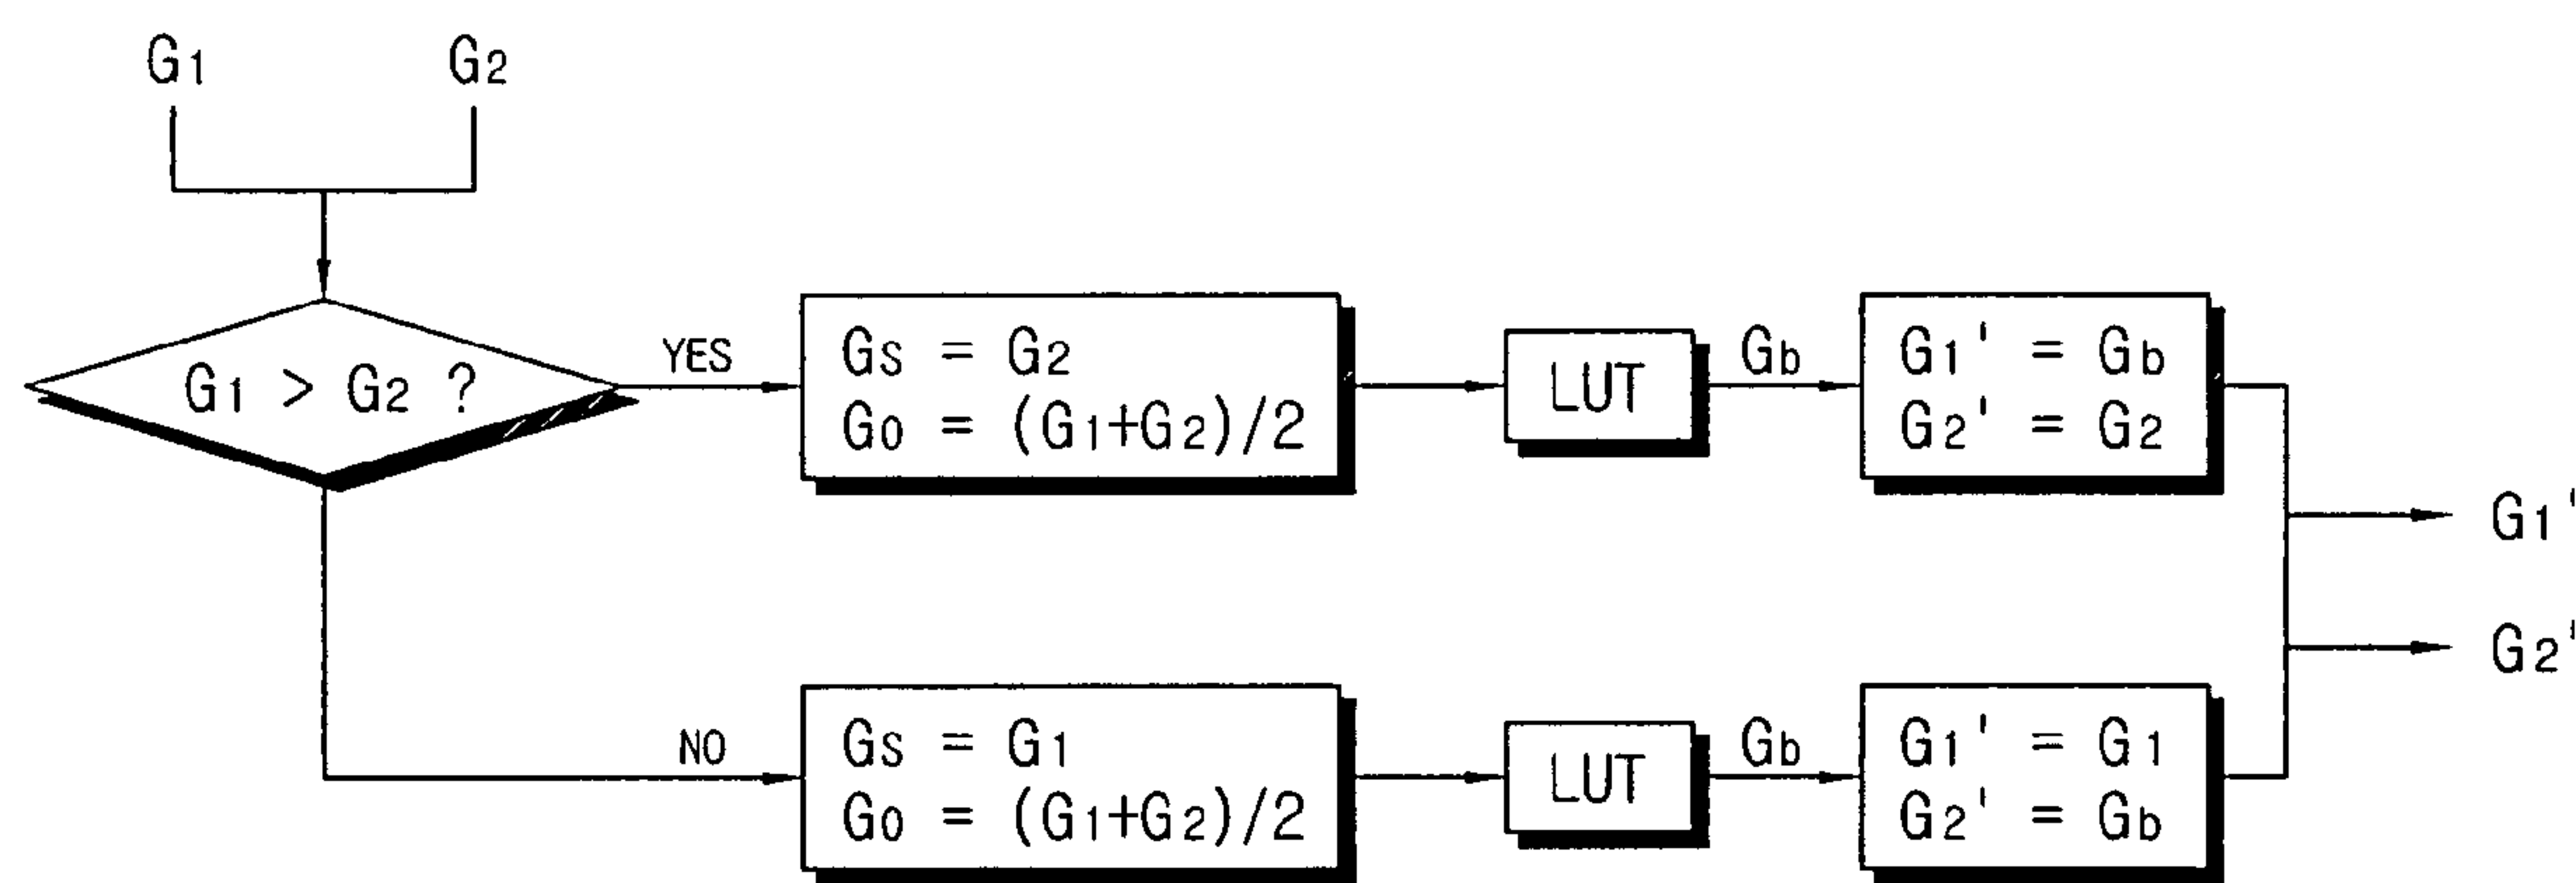 G1 G2
G1 > G2 ?
YES
Gs = G2
G0 = (G1+G2)/2
LUT
Gb
G1' = Gb
G2' = G2
G1'
G2'
NO
Gs = G1
G0 = (G1+G2)/2
LUT
Gb
G1' = G1
G2' = Gb